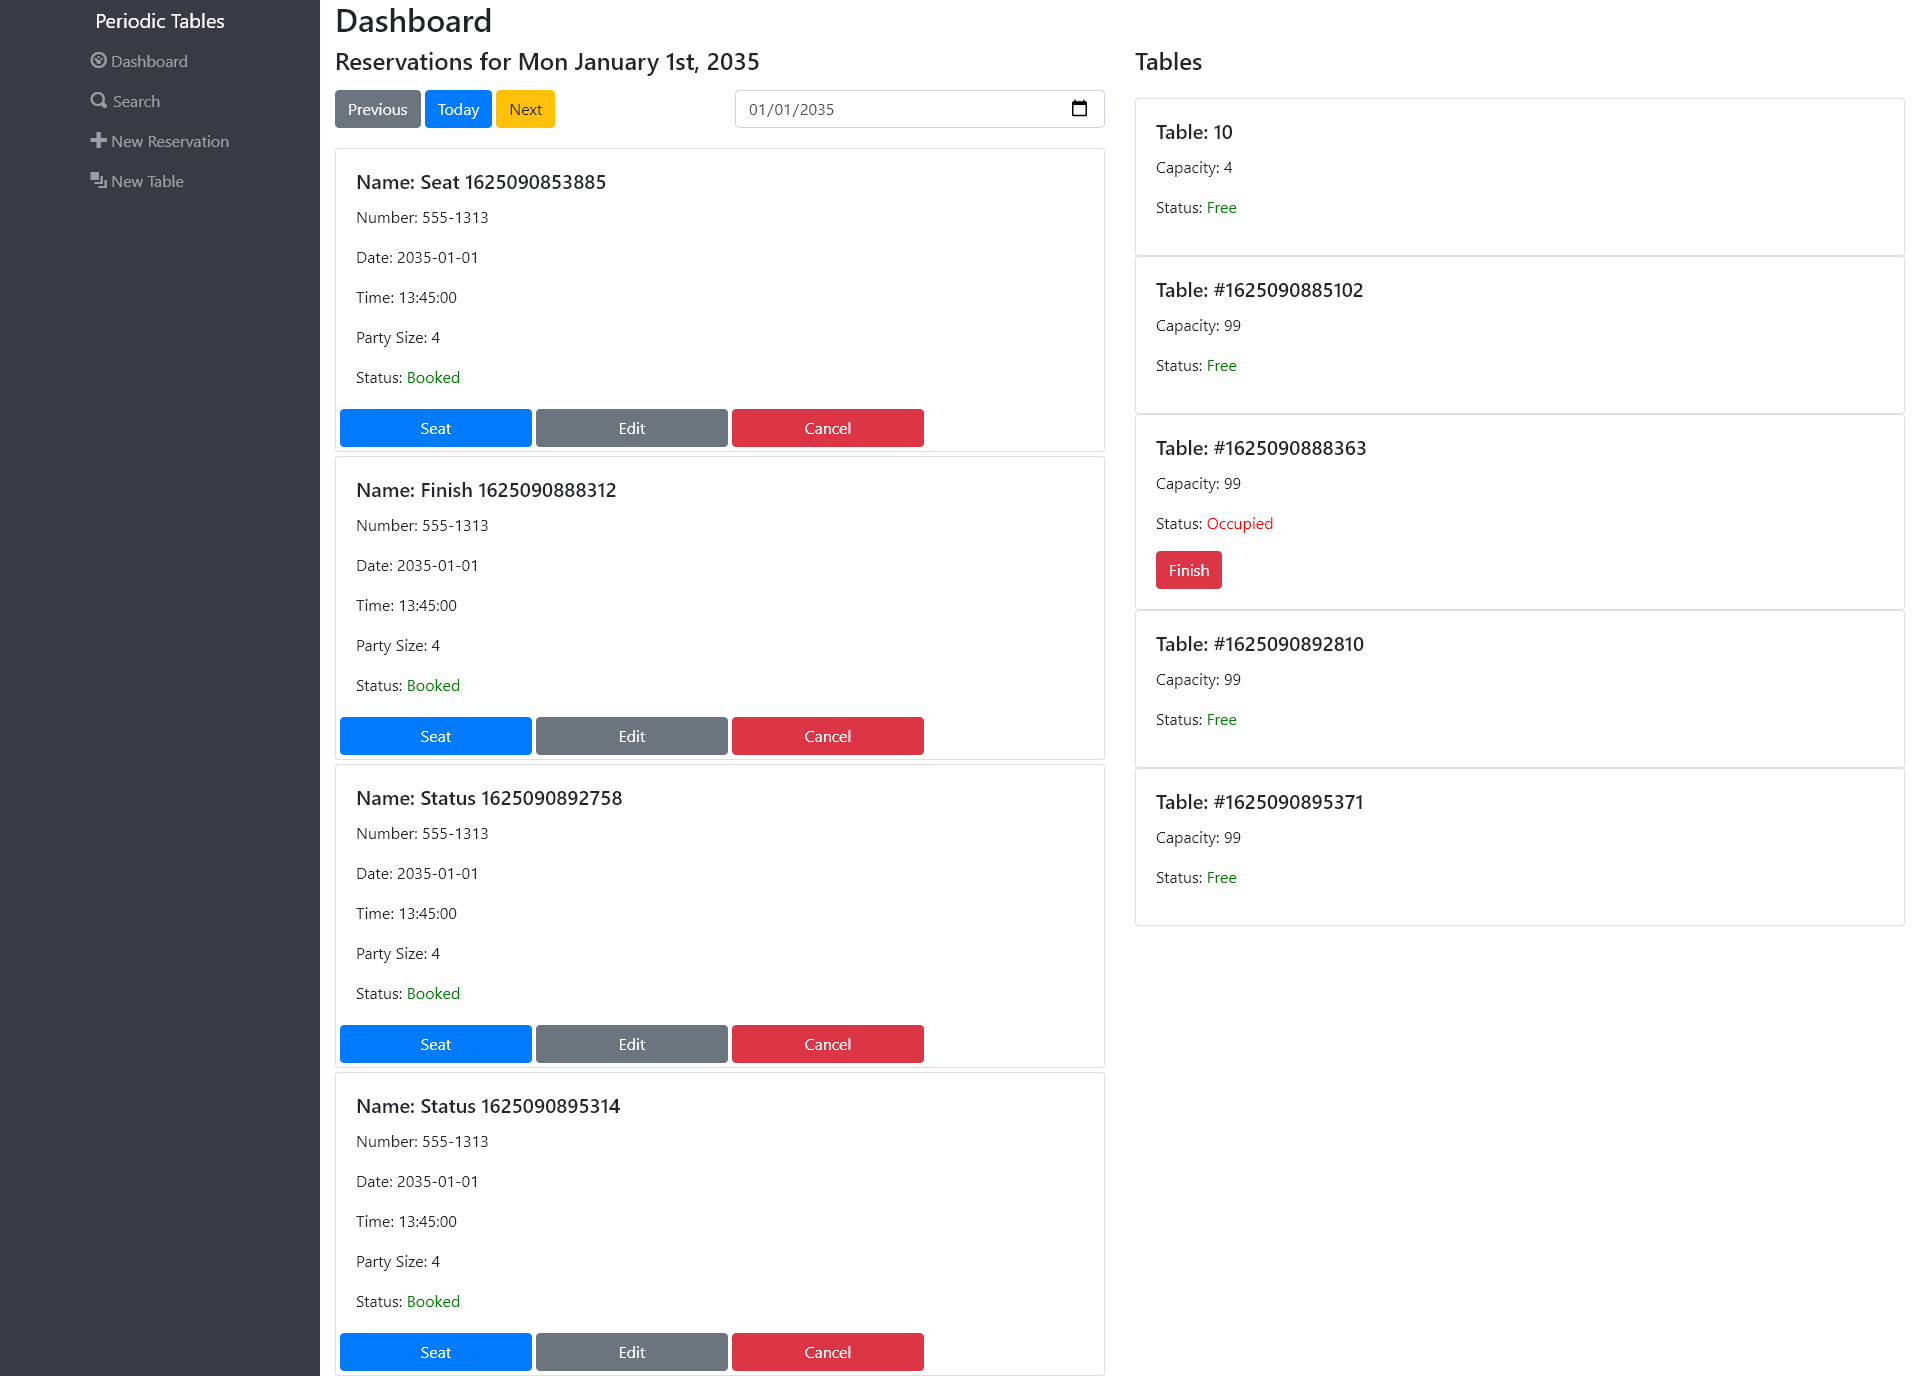 Periodic Tables
Dashboard
Search
New Reservation
New Table
Dashboard
Reservations for Mon January 1st, 2035
Previous Today Next 01/01/2035
Name: Seat 1625090853885
Number: 555-1313
Date: 2035-01-01
Time: 13:45:00
Party Size: 4
Status: Booked
Seat Edit Cancel
Name: Finish 1625090888312
Number: 555-1313
Date: 2035-01-01
Time: 13:45:00
Party Size: 4
Status: Booked
Seat Edit Cancel
Name: Status 1625090892758
Number: 555-1313
Date: 2035-01-01
Time: 13:45:00
Party Size: 4
Status: Booked
Seat Edit Cancel
Name: Status 1625090895314
Number: 555-1313
Date: 2035-01-01
Time: 13:45:00
Party Size: 4
Status: Booked
Seat Edit Cancel
Tables
Table: 10
Capacity: 4
Status: Free
Table: #1625090885102
Capacity: 99
Status: Free
Table: #1625090888363
Capacity: 99
Status: Occupied
Finish
Table: #1625090892810
Capacity: 99
Status: Free
Table: #1625090895371
Capacity: 99
Status: Free